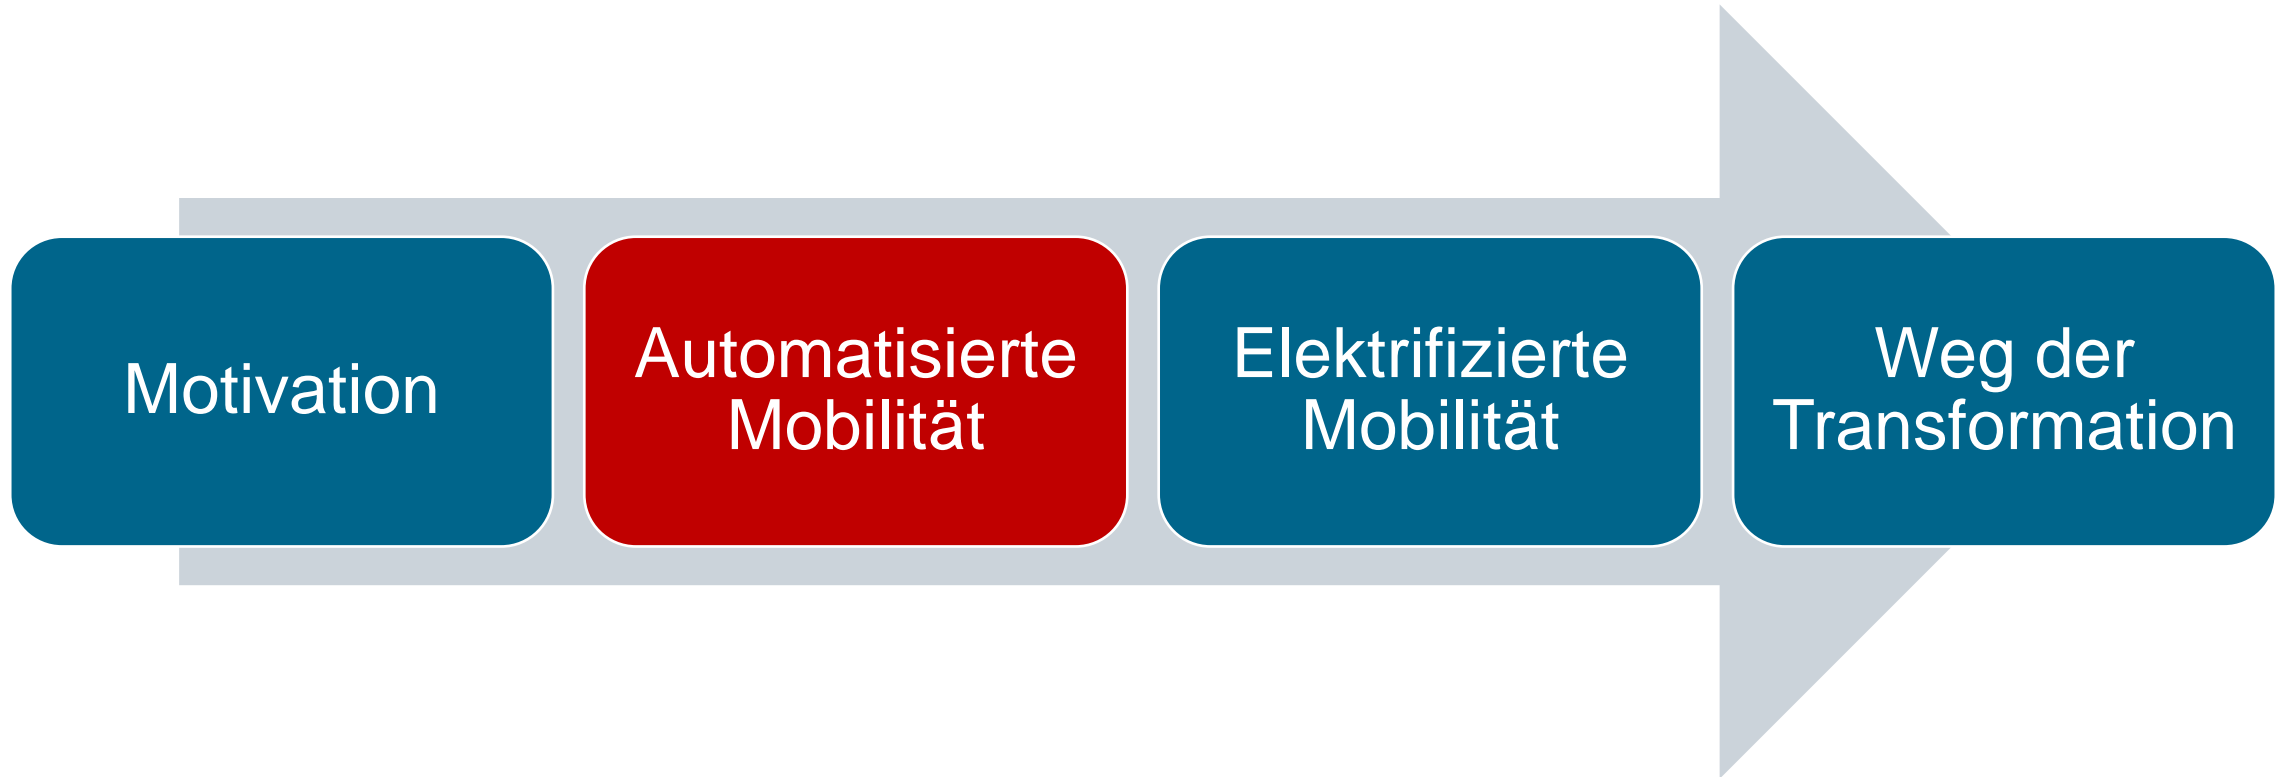 Motivation
Automatisierte
Mobilität
Elektrifizierte
Mobilität
Weg der
Transformation